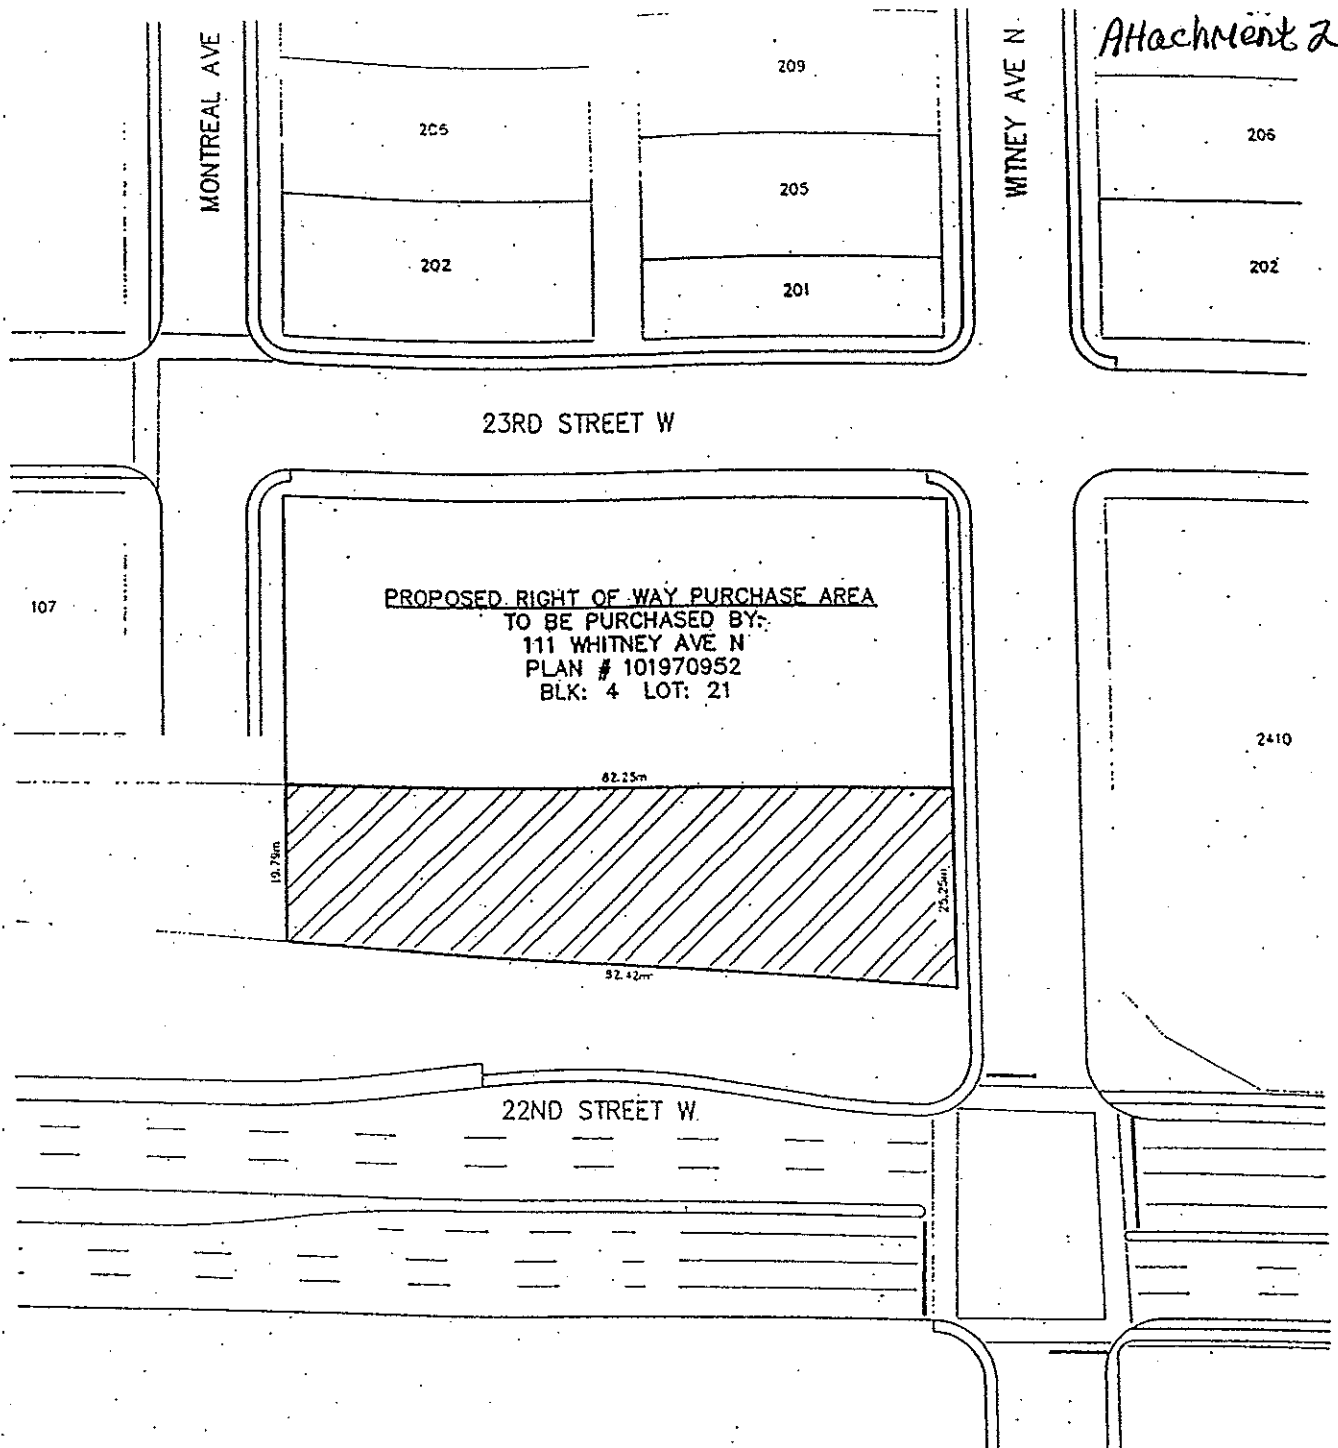 Attachment 2
MONTREAL AVE
WITNEY AVE N
209
205
206
205
202
202
201
23RD STREET W
PROPOSED RIGHT OF WAY PURCHASE AREA
TO BE PURCHASED BY:
111 WHITNEY AVE N
PLAN # 101970952
BLK: 4 LOT: 21
107
2410
82.25m
19.79m
25.25m
82.42m
22ND STREET W.